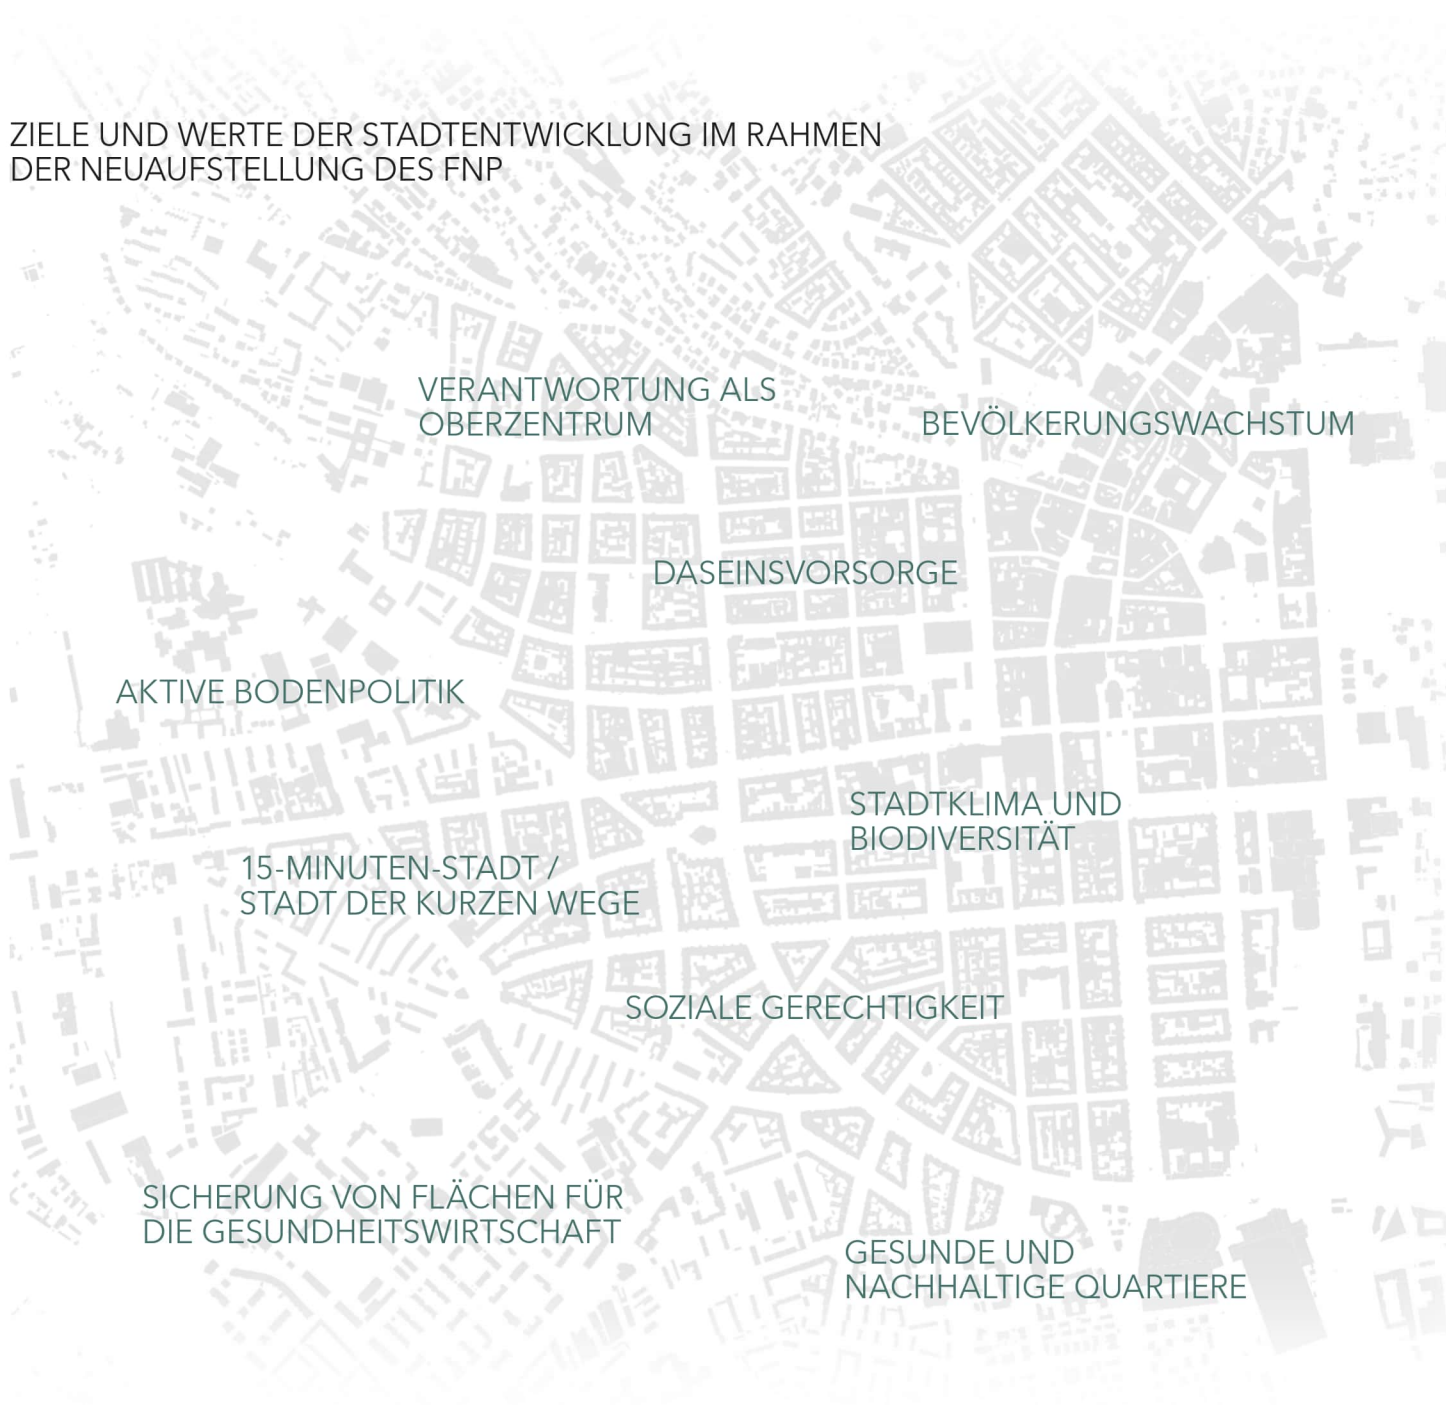 ZIELE UND WERTE DER STADTENTWICKLUNG IM RAHMEN
DER NEUAUFSTELLUNG DES FNP
VERANTWORTUNG ALS
OBERZENTRUM
BEVÖLKERUNGSWACHSTUM
DASEINSVORSORGE
AKTIVE BODENPOLITIK
STADTKLIMA UND
BIODIVERSITÄT
15-MINUTEN-STADT /
STADT DER KURZEN WEGE
SOZIALE GERECHTIGKEIT
SICHERUNG VON FLÄCHEN FÜR
DIE GESUNDHEITSWIRTSCHAFT
GESUNDE UND
NACHHALTIGE QUARTIERE